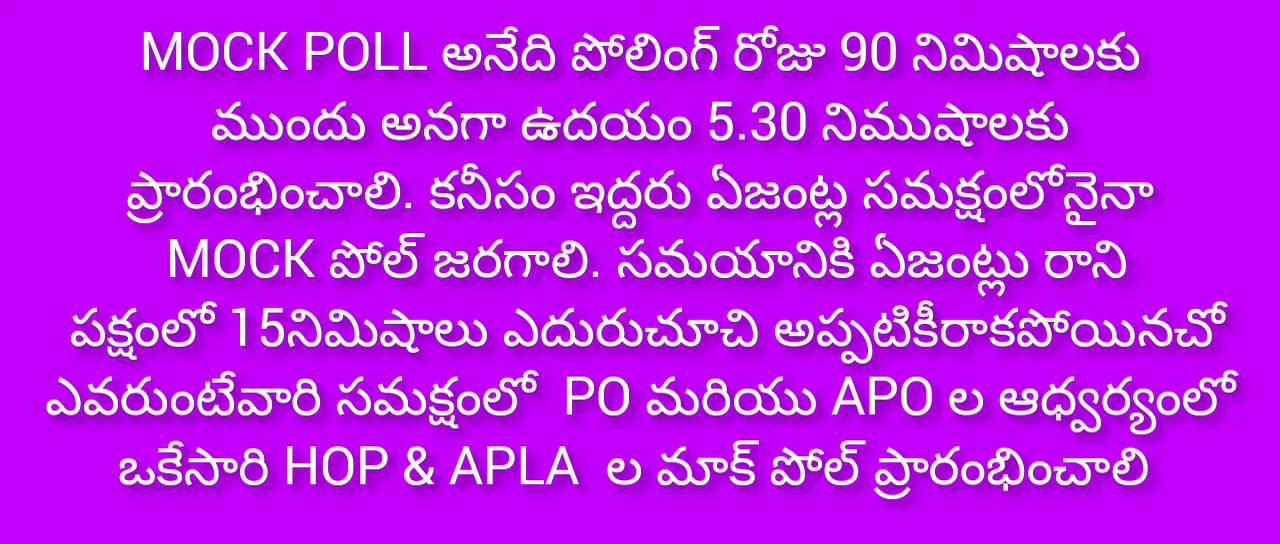 MOCK POLL అనేది పోలింగ్ రోజు 90 నిమిషాలకు
ముందు అనగా ఉదయం 5.30 నిముషాలకు
ప్రారంభించాలి. కనీసం ఇద్దరు ఏజంట్ల సమక్షంలోనైనా
MOCK పోల్ జరగాలి. సమయానికి ఏజంట్లు రాని
పక్షంలో 15నిమిషాలు ఎదురుచూచి అప్పటికీరాకపోయినచో
ఎవరుంటేవారి సమక్షంలో PO మరియు APO ల ఆధ్వర్యంలో
ఒకేసారి HOP & APLA ల మాక్ పోల్ ప్రారంభించాలి